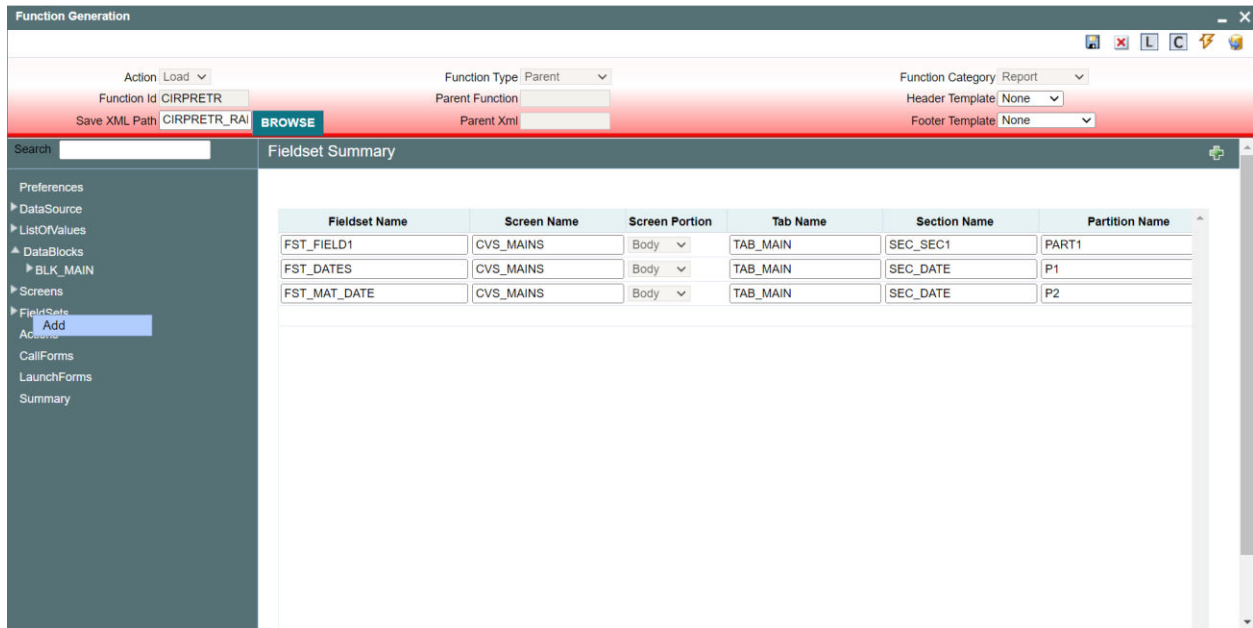 Function Generation
L C
Action Load Function Type Parent Function Category Report
Function Id CIRPRETR Parent Function Header Template None
Save XML Path CIRPRETR_RAI BROWSE Parent Xml Footer Template None
Search Fieldset Summary
Preferences
DataSource
ListOfValues
DataBlocks
BLK_MAIN
Screens
FieldSets
Add
Actions
CallForms
LaunchForms
Summary
Fieldset Name Screen Name Screen Portion Tab Name Section Name Partition Name
FST_FIELD1 CVS_MAINS Body TAB_MAIN SEC_SEC1 PART1
FST_DATES CVS_MAINS Body TAB_MAIN SEC_DATE P1
FST_MAT_DATE CVS_MAINS Body TAB_MAIN SEC_DATE P2